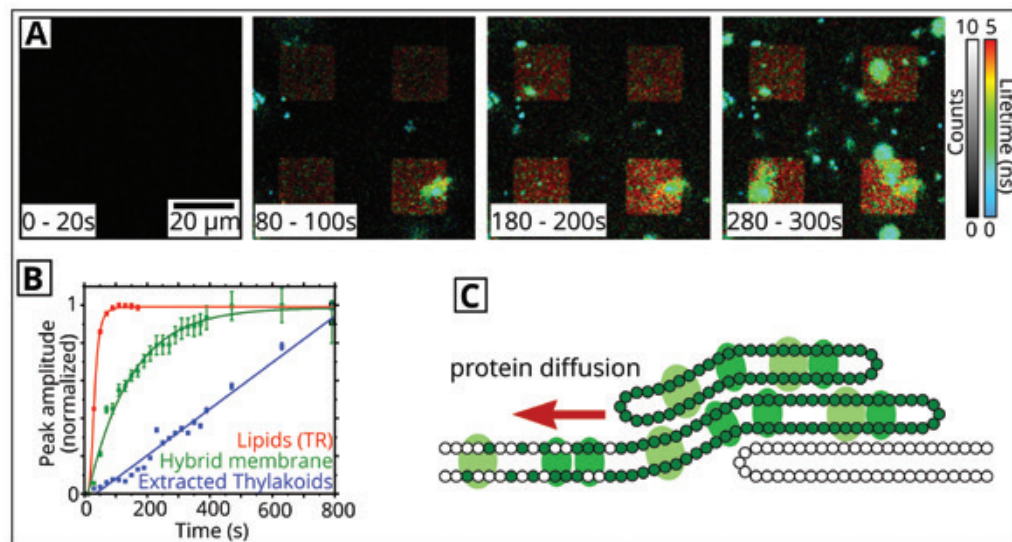 A
0 - 20s
20 µm
80 - 100s
180 - 200s
280 - 300s
10
5
Counts
Lifetime (ns)
0
0
B
Peak amplitude
(normalized)
1
0
Lipids (TR)
Hybrid membrane
Extracted Thylakoids
0 200 400 600 800
Time (s)
C
protein diffusion